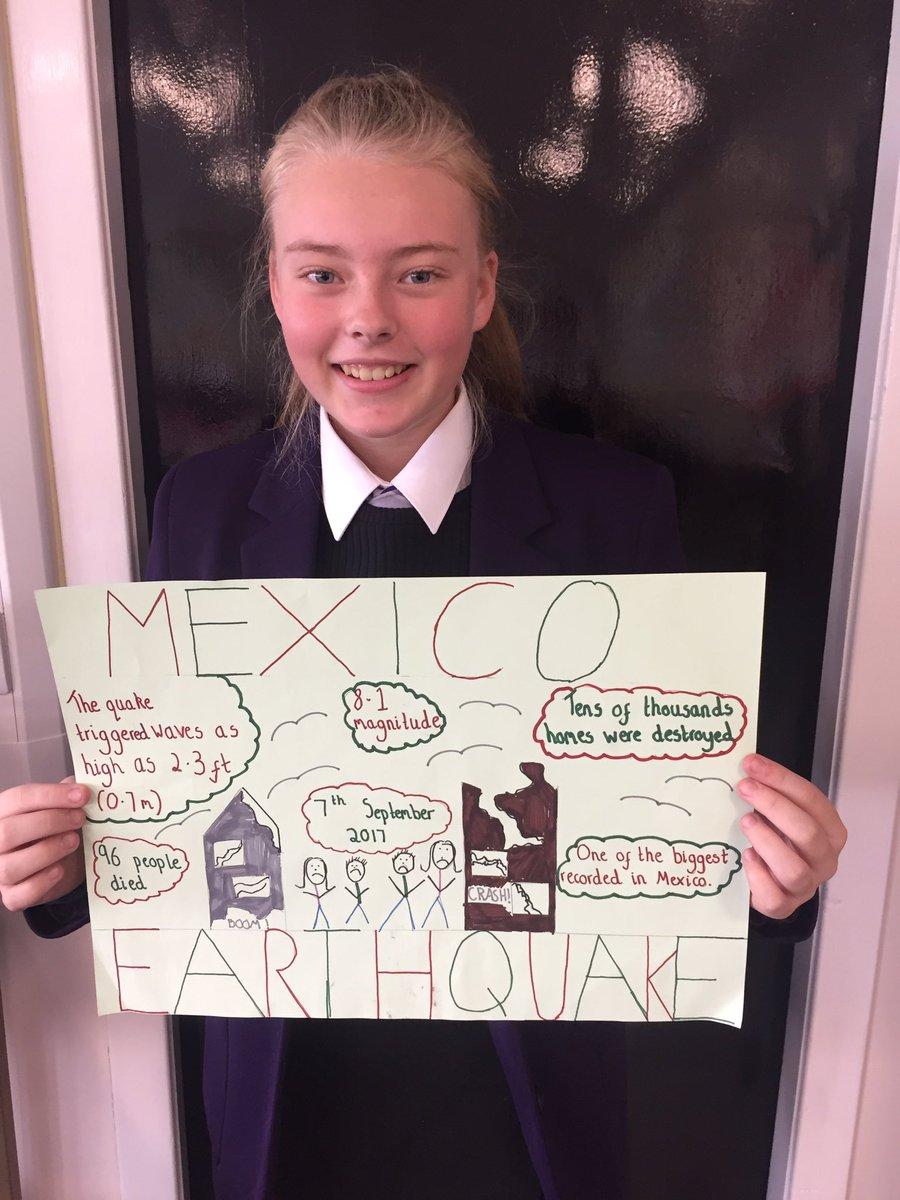 MEXICO
The quake
triggered waves as
high as 2.3 ft
(0.7m)
8.1
magnitude
Tens of thousands
homes were destroyed
7th September
2017
96 people
died
One of the biggest
recorded in Mexico.
BOOM!
CRASH!
EARTHQUAKE